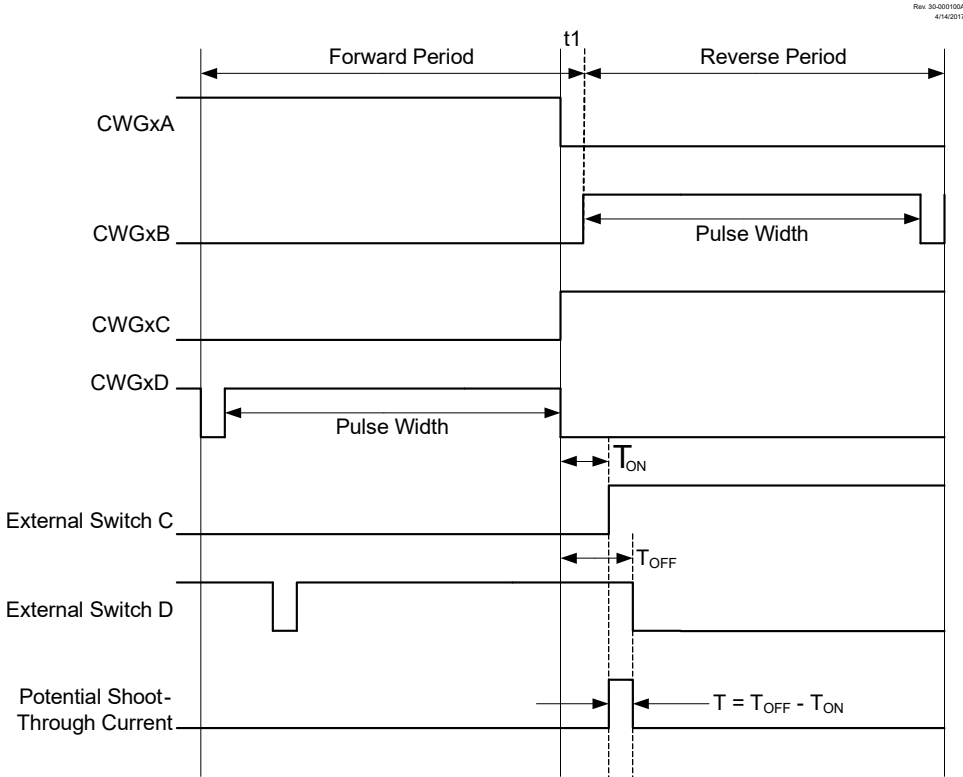 Rev. 30-000100A
4/14/2017
t1
Forward Period
Reverse Period
CWGxA
CWGxB
Pulse Width
CWGxC
CWGxD
Pulse Width
TON
External Switch C
TOFF
External Switch D
Potential Shoot-
Through Current
T = TOFF - TON